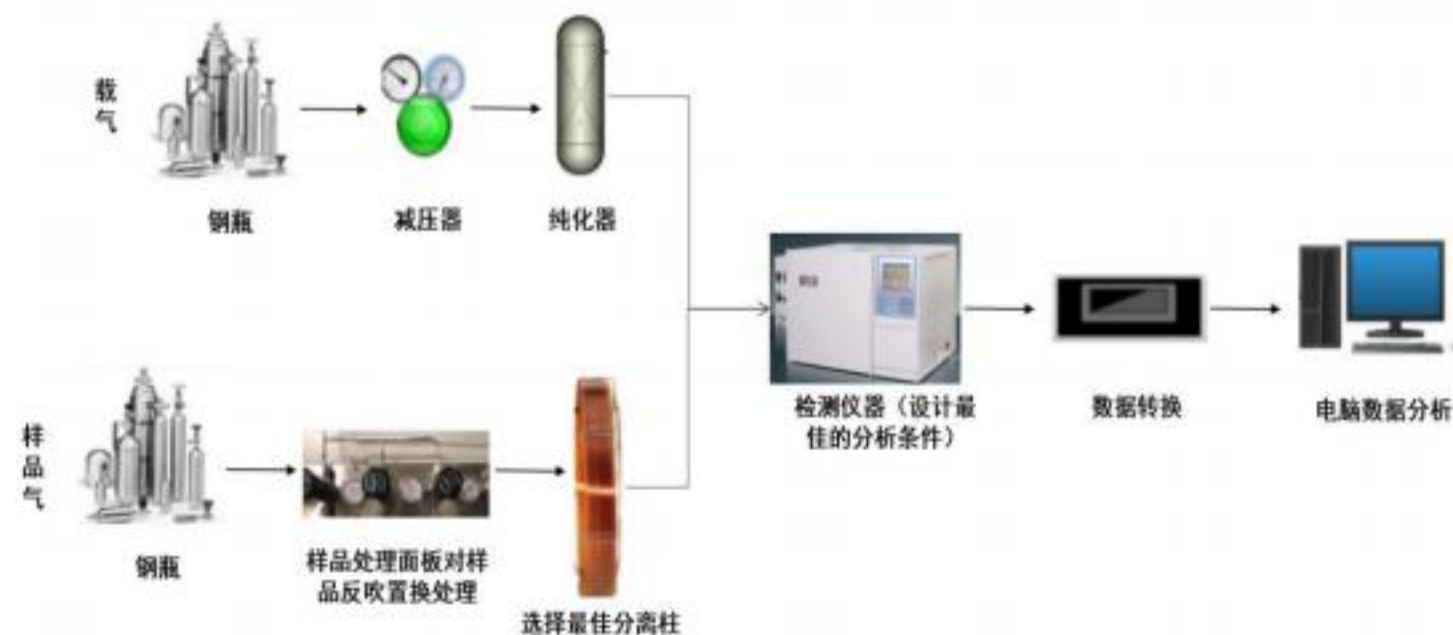 载气
钢瓶
减压器
纯化器
样品气
钢瓶
样品处理面板对样
品反吹置换处理
选择最佳分离柱
检测仪器（设计最
佳的分析条件）
数据转换
电脑数据分析